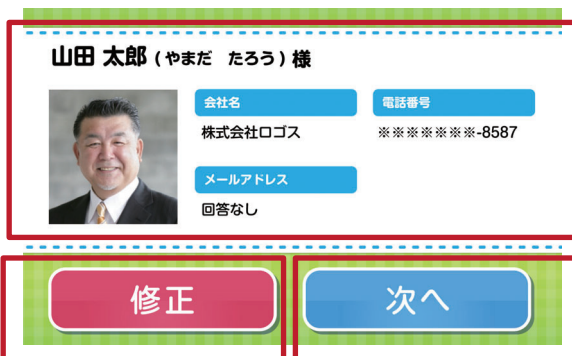 山田 太郎 (やまだ たろう) 様
会社名
電話番号
株式会社ロゴス
※※※※※※※-8587
メールアドレス
回答なし
修正
次へ